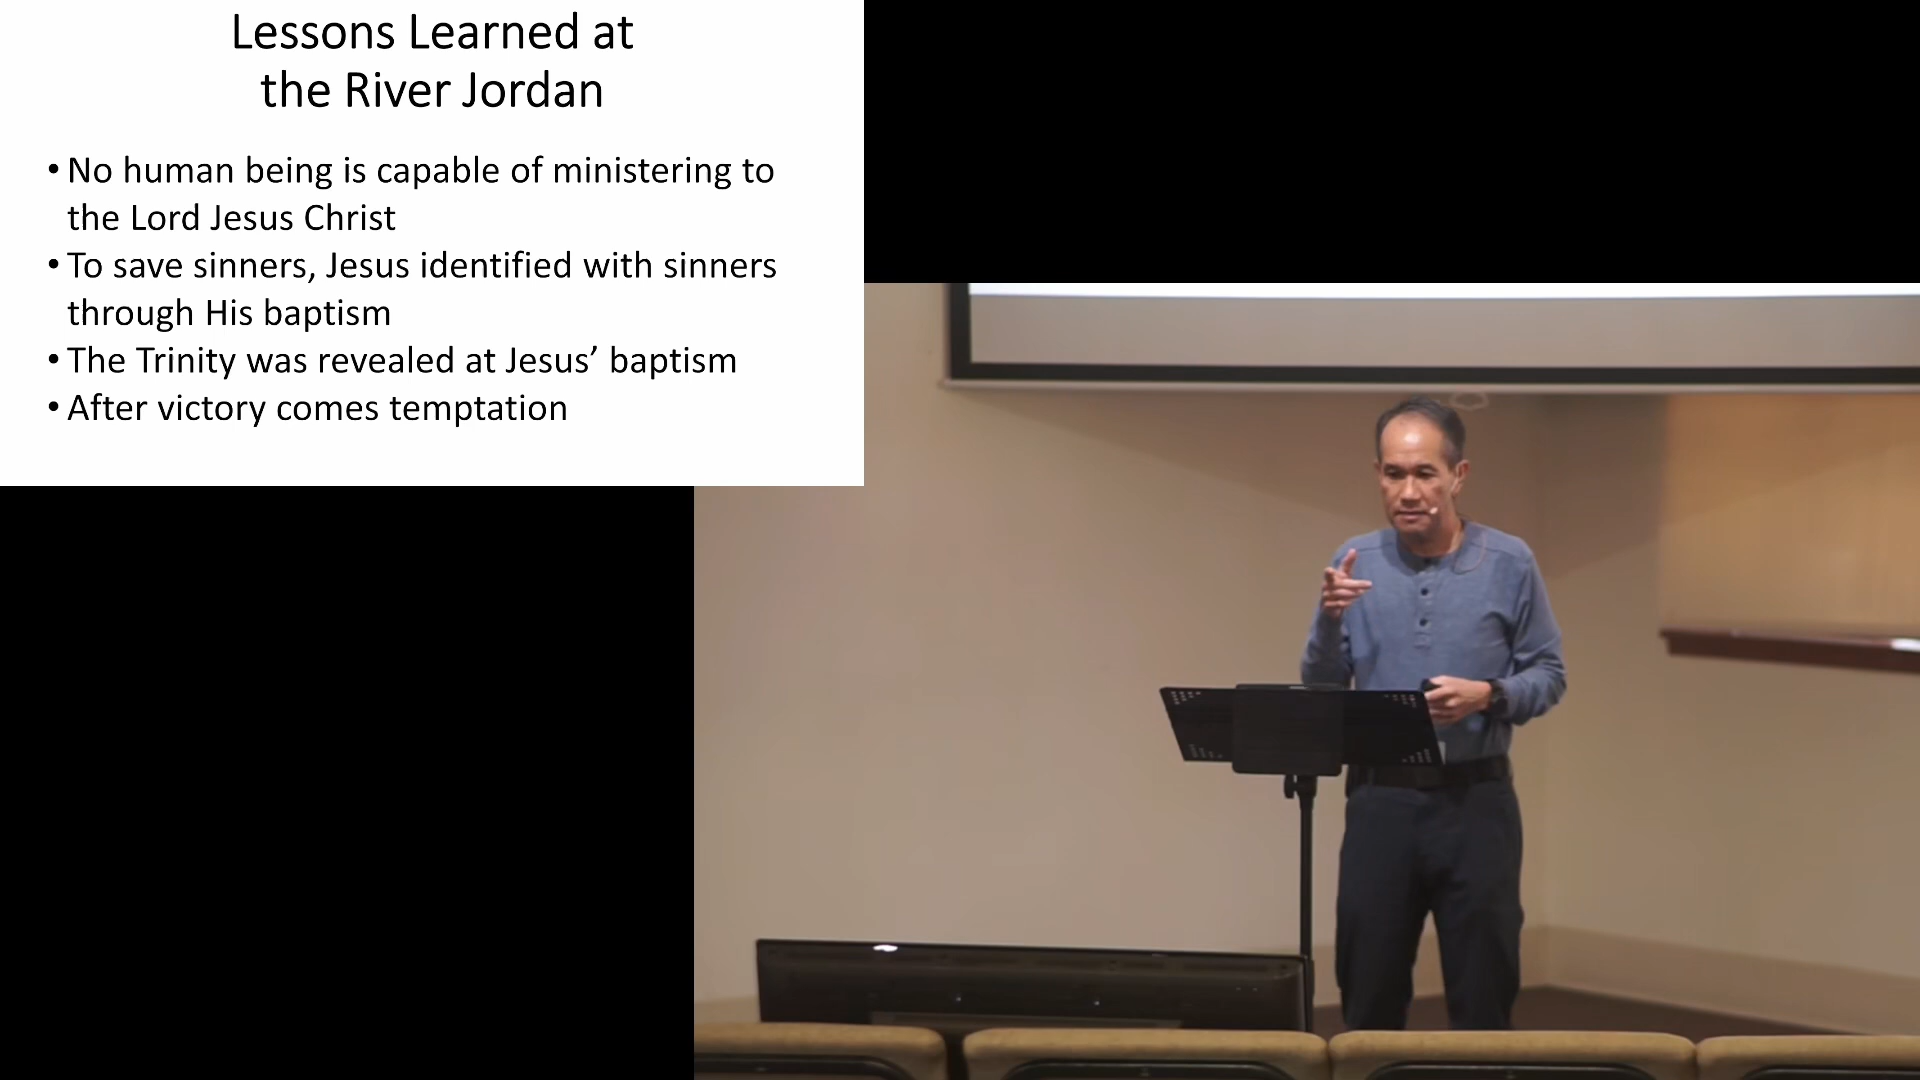 Lessons Learned at
the River Jordan
• No human being is capable of ministering to
the Lord Jesus Christ
• To save sinners, Jesus identified with sinners
through His baptism
• The Trinity was revealed at Jesus’ baptism
• After victory comes temptation